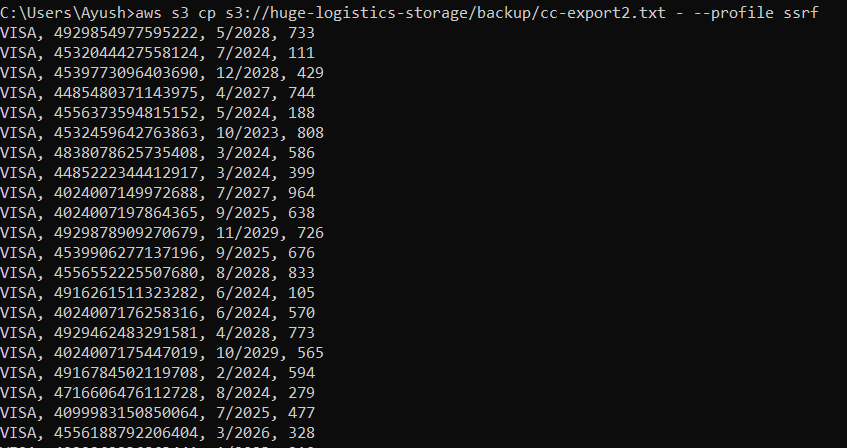 C:\Users\Ayush>aws s3 cp s3://huge-logistics-storage/backup/cc-export2.txt - --profile ssrf
VISA, 4929854977595222, 5/2028, 733
VISA, 4532044427558124, 7/2024, 111
VISA, 4539773096403690, 12/2028, 429
VISA, 4485480371143975, 4/2027, 744
VISA, 4556373594815152, 5/2024, 188
VISA, 4532459642763863, 10/2023, 808
VISA, 4838078625735408, 3/2024, 586
VISA, 4485222344412917, 3/2024, 399
VISA, 4024007149972688, 7/2027, 964
VISA, 4024007197864365, 9/2025, 638
VISA, 4929878909270679, 11/2029, 726
VISA, 4539906277137196, 9/2025, 676
VISA, 4556552225507680, 8/2028, 833
VISA, 4916261511323282, 6/2024, 105
VISA, 4024007176258316, 6/2024, 570
VISA, 4929462483291581, 4/2028, 773
VISA, 4024007175447019, 10/2029, 565
VISA, 4916784502119708, 2/2024, 594
VISA, 4716606476112728, 8/2024, 279
VISA, 4099983150850064, 7/2025, 477
VISA, 4556188792206404, 3/2026, 328